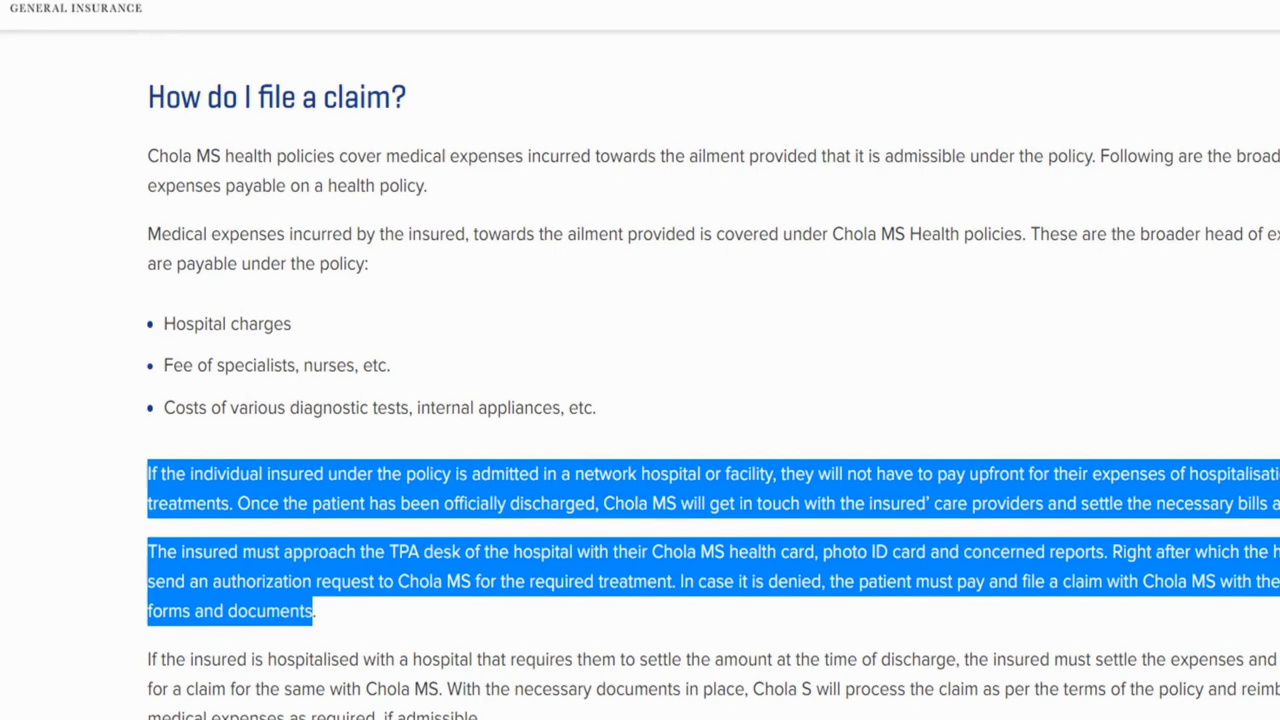 GENERAL INSURANCE
How do I file a claim?
Chola MS health policies cover medical expenses incurred towards the ailment provided that it is admissible under the policy. Following are the broad
expenses payable on a health policy.
Medical expenses incurred by the insured, towards the ailment provided is covered under Chola MS Health policies. These are the broader head of
are payable under the policy:
• Hospital charges
• Fee of specialists, nurses, etc.
• Costs of various diagnostic tests, internal appliances, etc.
If the individual insured under the policy is admitted in a network hospital or facility, they will not have to pay upfront for their expenses of
treatments. Once the patient has been officially discharged, Chola MS will get in touch with the insured’ care providers and settle the necessary bills
The insured must approach the TPA desk of the hospital with their Chola MS health card, photo ID card and concerned reports. Right after which the
send an authorization request to Chola MS for the required treatment. In case it is denied, the patient must pay and file a claim with Chola MS with the
forms and documents.
If the insured is hospitalised with a hospital that requires them to settle the amount at the time of discharge, the insured must settle the expenses and
for a claim for the same with Chola MS. With the necessary documents in place, Chola S will process the claim as per the terms of the policy and
medical expenses as required, if admissible.